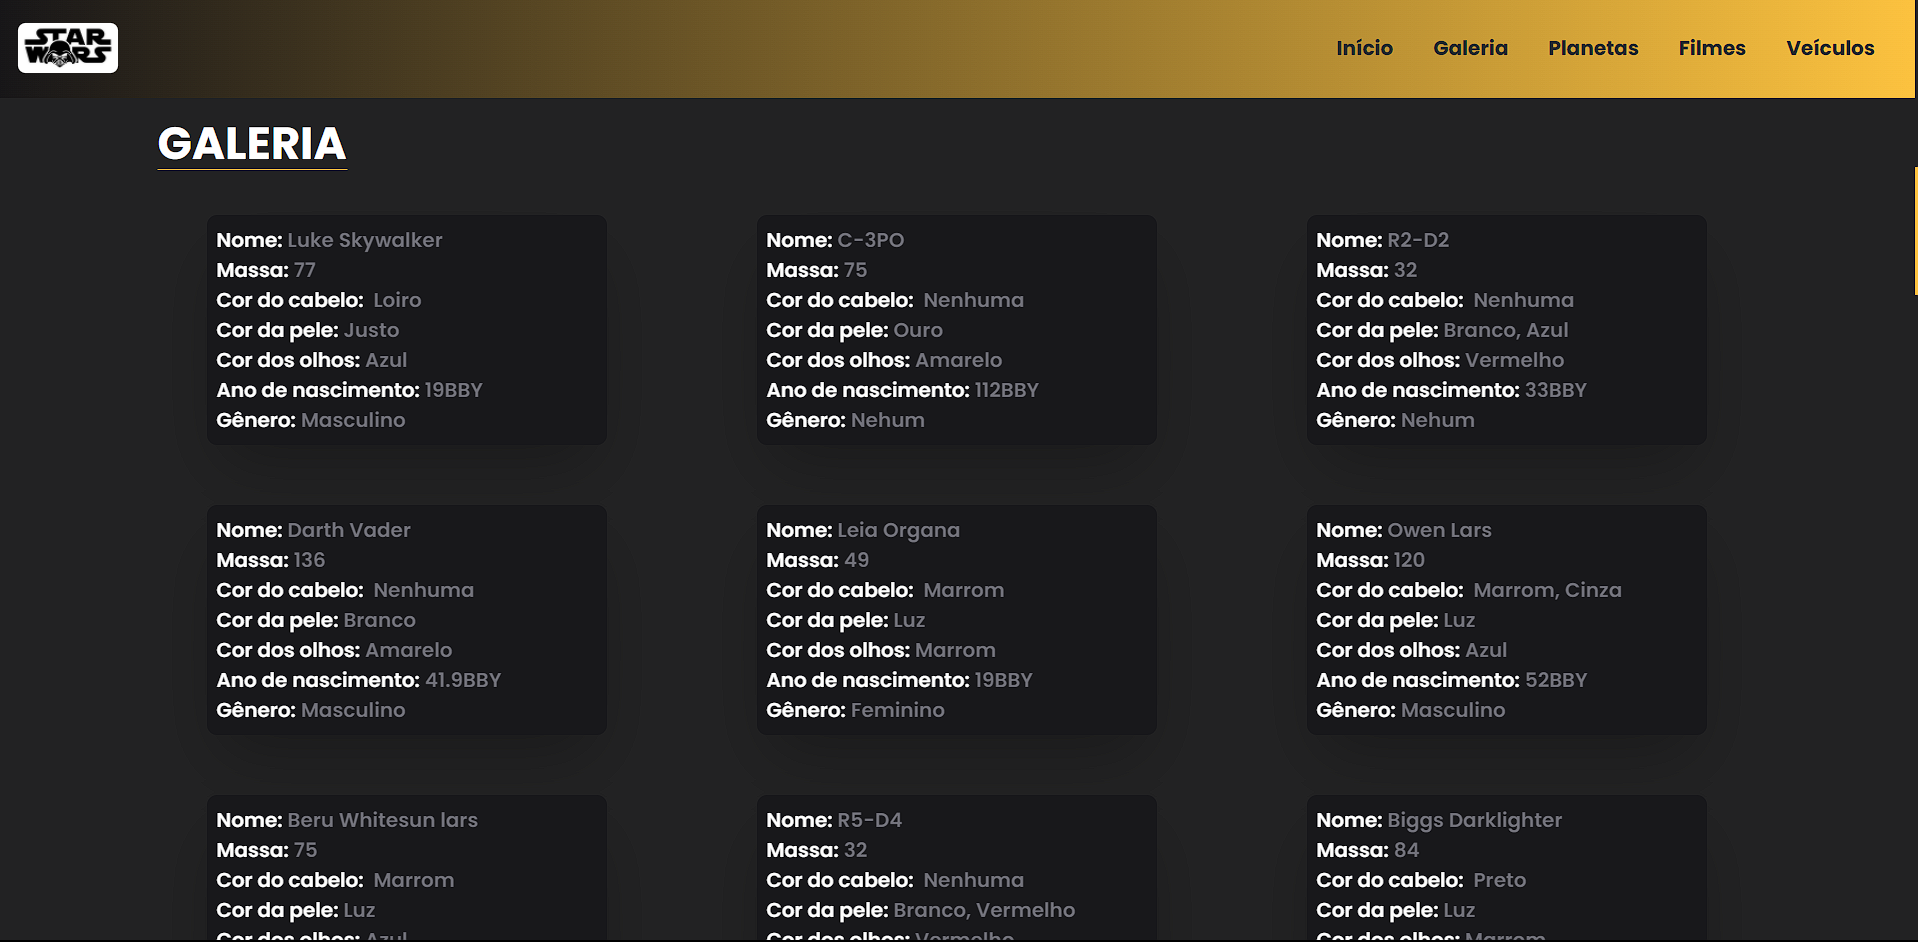 STAR WARS
Início Galeria Planetas Filmes Veículos
GALERIA
Nome: Luke Skywalker
Massa: 77
Cor do cabelo: Loiro
Cor da pele: Justo
Cor dos olhos: Azul
Ano de nascimento: 19BBY
Gênero: Masculino
Nome: C-3PO
Massa: 75
Cor do cabelo: Nenhuma
Cor da pele: Ouro
Cor dos olhos: Amarelo
Ano de nascimento: 112BBY
Gênero: Nehum
Nome: R2-D2
Massa: 32
Cor do cabelo: Nenhuma
Cor da pele: Branco, Azul
Cor dos olhos: Vermelho
Ano de nascimento: 33BBY
Gênero: Nehum
Nome: Darth Vader
Massa: 136
Cor do cabelo: Nenhuma
Cor da pele: Branco
Cor dos olhos: Amarelo
Ano de nascimento: 41.9BBY
Gênero: Masculino
Nome: Leia Organa
Massa: 49
Cor do cabelo: Marrom
Cor da pele: Luz
Cor dos olhos: Marrom
Ano de nascimento: 19BBY
Gênero: Feminino
Nome: Owen Lars
Massa: 120
Cor do cabelo: Marrom, Cinza
Cor da pele: Luz
Cor dos olhos: Azul
Ano de nascimento: 52BBY
Gênero: Masculino
Nome: Beru Whitesun lars
Massa: 75
Cor do cabelo: Marrom
Cor da pele: Luz
Cor dos olhos: Azul
Nome: R5-D4
Massa: 32
Cor do cabelo: Nenhuma
Cor da pele: Branco, Vermelho
Cor dos olhos: Vermelho
Nome: Biggs Darklighter
Massa: 84
Cor do cabelo: Preto
Cor da pele: Luz
Cor dos olhos: Marrom